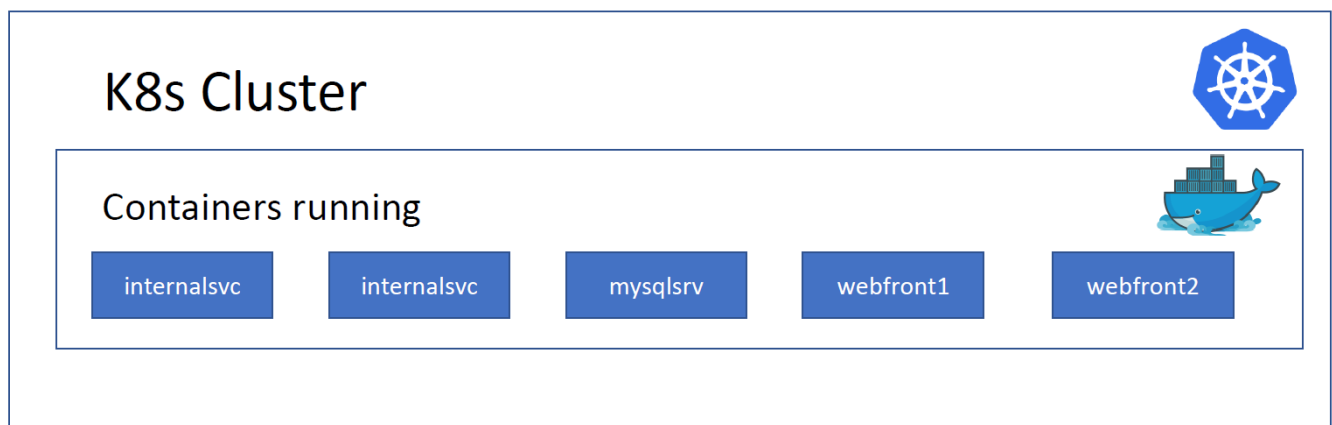 K8s Cluster
Containers running
internalsvc
internalsvc
mysqlsrv
webfront1
webfront2